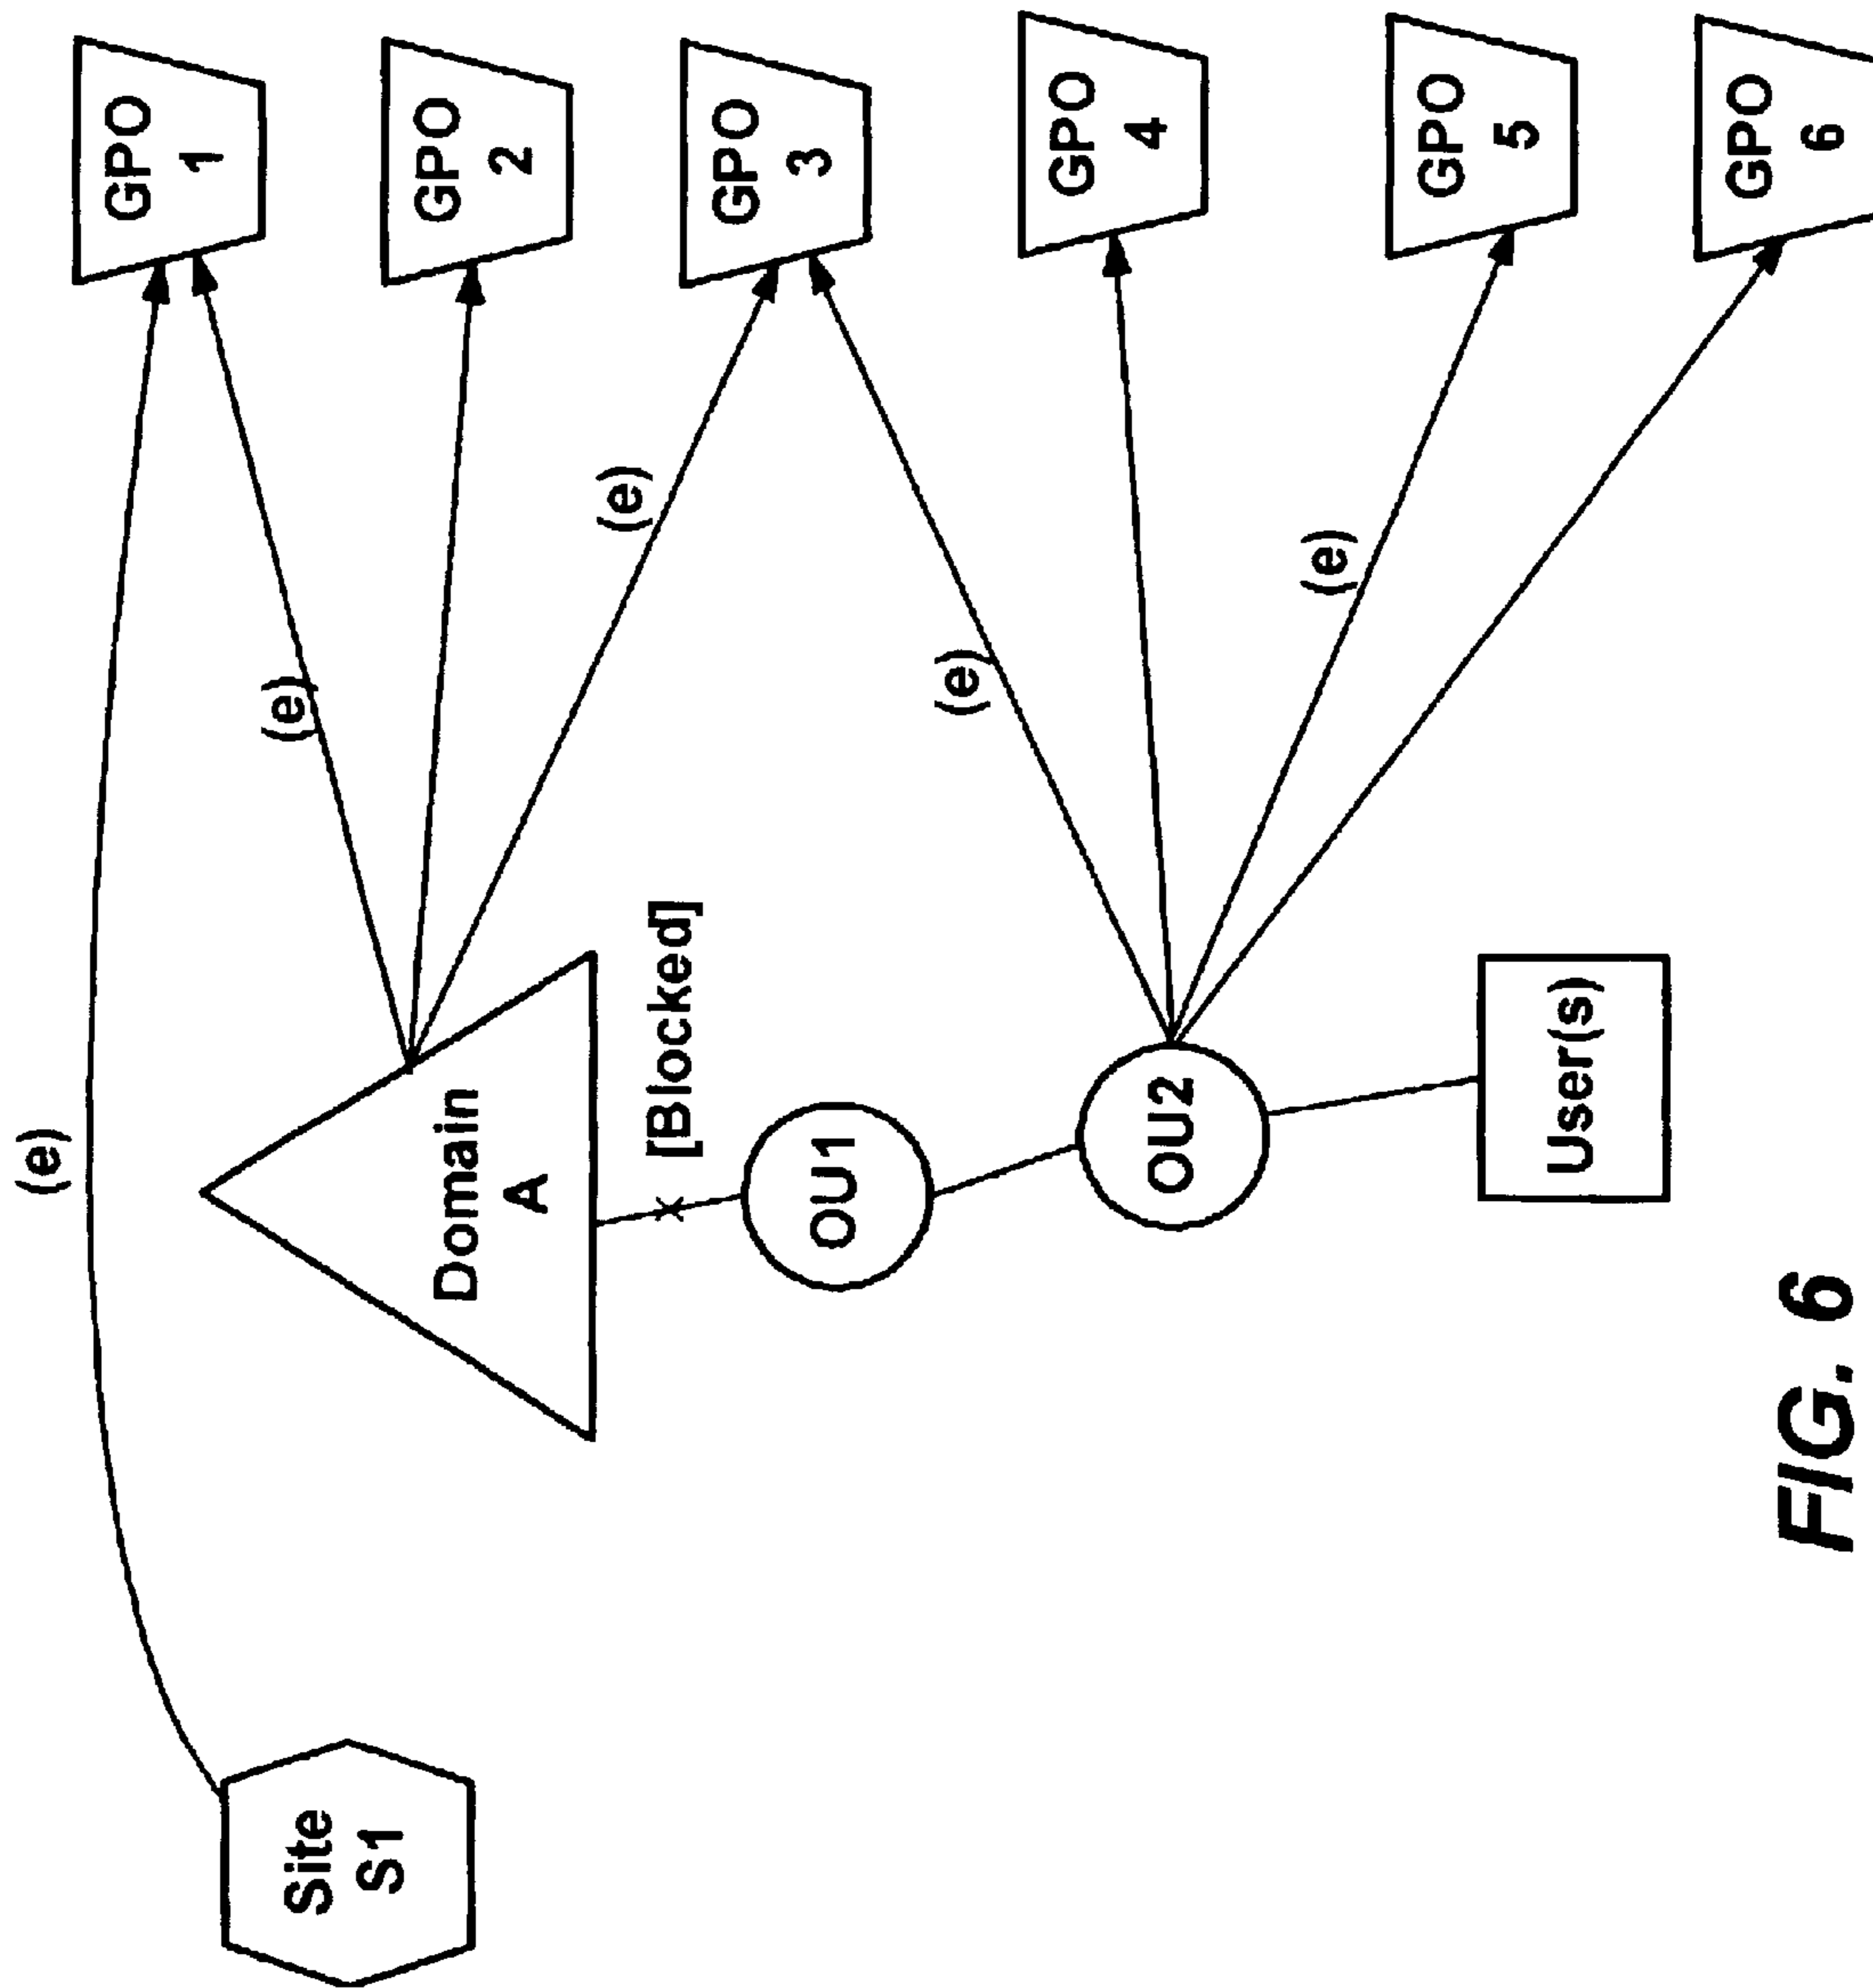 (e)
GPO
1
Site
S1
Domain
A
(e)
GPO
2
(e)
GPO
3
[Blocked]
OU1
(e)
GPO
4
OU2
(e)
GPO
5
User(s)
GPO
6
FIG. 6